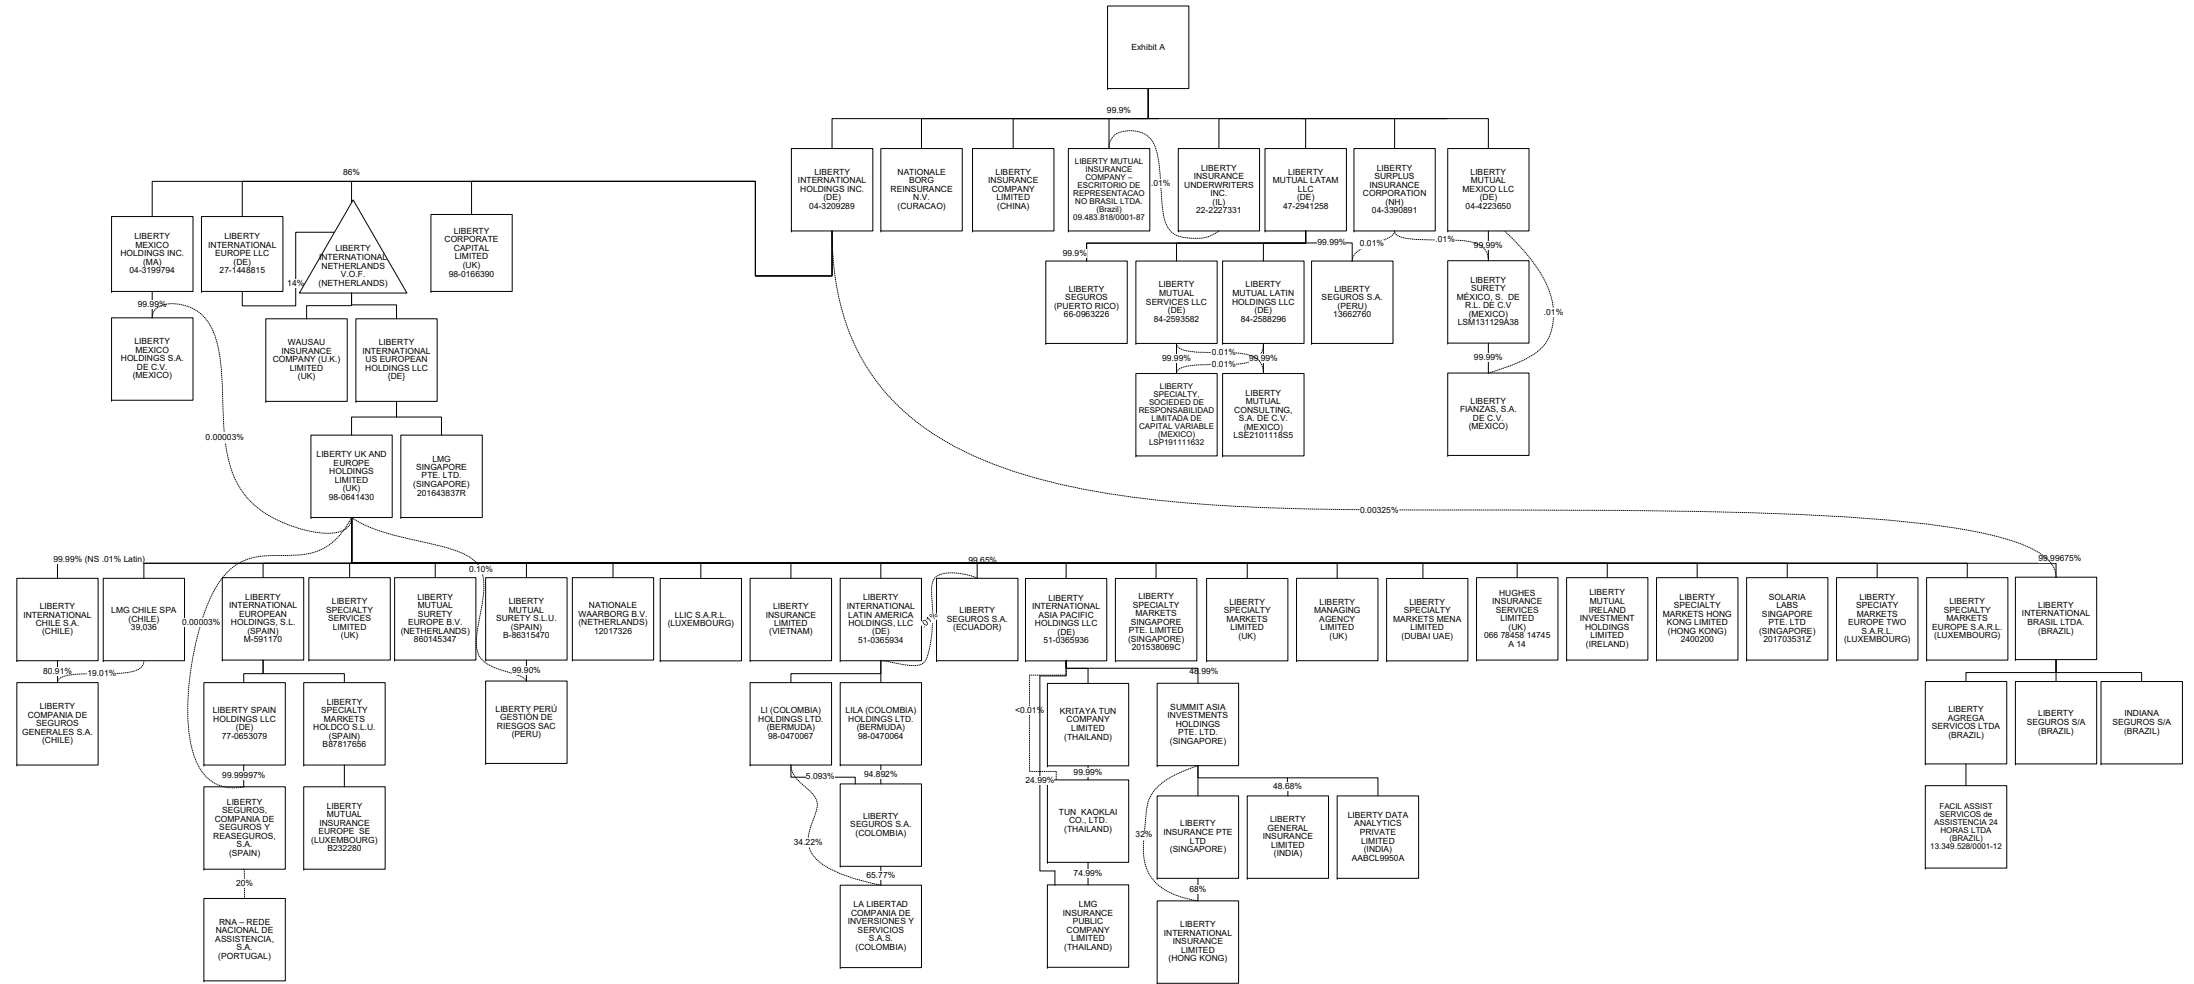 Exhibit A
99.9%
LIBERTY
INTERNATIONAL
HOLDINGS INC.
(DE)
04-3209289
NATIONALE
BORG
REINSURANCE
N.V.
(CURACAO)
LIBERTY
INSURANCE
COMPANY
LIMITED
(CHINA)
LIBERTY MUTUAL
INSURANCE
COMPANY –
ESCRITORIO DE
REPRESENTACAO
NO BRASIL LTDA.
(Brazil)
09.483.818/0001-87
.01%
LIBERTY
INSURANCE
UNDERWRITERS
INC.
(IL)
22-2227331
LIBERTY
MUTUAL LATAM
LLC
(DE)
47-2941258
LIBERTY
SURPLUS
INSURANCE
CORPORATION
(NH)
04-3390891
LIBERTY
MUTUAL
MEXICO LLC
(DE)
04-4223650
86%
LIBERTY
MEXICO
HOLDINGS INC.
(MA)
04-3199794
LIBERTY
INTERNATIONAL
EUROPE LLC
(DE)
27-1448815
14%
LIBERTY
INTERNATIONAL
NETHERLANDS
V.O.F.
(NETHERLANDS)
LIBERTY
CORPORATE
CAPITAL
LIMITED
(UK)
98-0166390
99.9%
99.99%
0.01%
.01%
99.99%
LIBERTY
SEGUROS
(PUERTO RICO)
66-0963226
LIBERTY
MUTUAL
SERVICES LLC
(DE)
84-2593582
LIBERTY
MUTUAL LATIN
HOLDINGS LLC
(DE)
84-2588296
LIBERTY
SEGUROS S.A.
(PERU)
13662760
LIBERTY
SURETY
MÉXICO, S. DE
R.L. DE C.V
(MEXICO)
LSM131129A38
.01%
99.99%
LIBERTY
MEXICO
HOLDINGS S.A.
DE C.V.
(MEXICO)
WAUSAU
INSURANCE
COMPANY (U.K.)
LIMITED
(UK)
LIBERTY
INTERNATIONAL
US EUROPEAN
HOLDINGS LLC
{DE}
99.99%
0.01%
0.01%
99.99%
99.99%
LIBERTY
SPECIALTY,
SOCIEDED DE
RESPONSABILIDAD
LIMITADA DE
CAPITAL VARIABLE
(MEXICO)
LSP191111632
LIBERTY
MUTUAL
CONSULTING,
S.A. DE C.V.
(MEXICO)
LSE2101118S5
LIBERTY
FIANZAS, S.A.
DE C.V.
(MEXICO)
0.00003%
LIBERTY UK AND
EUROPE
HOLDINGS
LIMITED
(UK)
98-0641430
LMG
SINGAPORE
PTE. LTD.
(SINGAPORE)
201643837R
0.00325%
99.99% (NS .01% Latin)
0.10%
99.65%
99.99675%
LIBERTY
INTERNATIONAL
CHILE S.A.
(CHILE)
LMG CHILE SPA
(CHILE)
39,036
0.00003%
LIBERTY
INTERNATIONAL
EUROPEAN
HOLDINGS, S.L.
(SPAIN)
M-591170
LIBERTY
SPECIALTY
SERVICES
LIMITED
(UK)
LIBERTY
MUTUAL
SURETY
EUROPE B.V.
(NETHERLANDS)
860145347
LIBERTY
MUTUAL
SURETY S.L.U.
(SPAIN)
B-86315470
NATIONALE
WAARBORG B.V.
(NETHERLANDS)
12017326
LLIC S.A.R.L.
(LUXEMBOURG)
LIBERTY
INSURANCE
LIMITED
(VIETNAM)
LIBERTY
INTERNATIONAL
LATIN AMERICA
HOLDINGS, LLC
(DE)
51-0365934
.01%
LIBERTY
SEGUROS S.A.
(ECUADOR)
LIBERTY
INTERNATIONAL
ASIA PACIFIC
HOLDINGS LLC
(DE)
51-0365936
LIBERTY
SPECIALTY
MARKETS
SINGAPORE
PTE. LIMITED
(SINGAPORE)
201538069C
LIBERTY
SPECIALTY
MARKETS
LIMITED
(UK)
LIBERTY
MANAGING
AGENCY
LIMITED
(UK)
LIBERTY
SPECIALTY
MARKETS MENA
LIMITED
(DUBAI UAE)
HUGHES
INSURANCE
SERVICES
LIMITED
(UK)
066 78458 14745
A 14
LIBERTY
MUTUAL
IRELAND
INVESTMENT
HOLDINGS
LIMITED
(IRELAND)
LIBERTY
SPECIALTY
MARKETS HONG
KONG LIMITED
(HONG KONG)
2400200
SOLARIA
LABS
SINGAPORE
PTE. LTD
(SINGAPORE)
201703531Z
LIBERTY
SPECIATY
MARKETS
EUROPE TWO
S.A.R.L.
(LUXEMBOURG)
LIBERTY
SPECIALTY
MARKETS
EUROPE S.A.R.L.
(LUXEMBOURG)
LIBERTY
INTERNATIONAL
BRASIL LTDA.
(BRAZIL)
80.91%
19.01%
99.90%
48.99%
LIBERTY
COMPANIA DE
SEGUROS
GENERALES S.A.
(CHILE)
LIBERTY SPAIN
HOLDINGS LLC
(DE)
77-0653079
LIBERTY
SPECIALTY
MARKETS
HOLDCO S.L.U.
(SPAIN)
B87817656
LIBERTY PERÚ
GESTIÓN DE
RIESGOS SAC
(PERU)
LI (COLOMBIA)
HOLDINGS LTD.
(BERMUDA)
98-0470067
LILA (COLOMBIA)
HOLDINGS LTD.
(BERMUDA)
98-0470064
<0.01%
KRITAYA TUN
COMPANY
LIMITED
(THAILAND)
SUMMIT ASIA
INVESTMENTS
HOLDINGS
PTE. LTD.
(SINGAPORE)
LIBERTY
AGREGA
SERVICOS LTDA
(BRAZIL)
LIBERTY
SEGUROS S/A
(BRAZIL)
INDIANA
SEGUROS S/A
(BRAZIL)
99.99997%
5.093%
94.892%
24.99%
99.99%
48.68%
LIBERTY
SEGUROS,
COMPANIA DE
SEGUROS Y
REASEGUROS,
S.A.
(SPAIN)
LIBERTY
MUTUAL
INSURANCE
EUROPE SE
(LUXEMBOURG)
B232280
34.22%
LIBERTY
SEGUROS S.A.
(COLOMBIA)
TUN KAOKLAI
CO., LTD.
(THAILAND)
32%
LIBERTY
INSURANCE PTE
LTD
(SINGAPORE)
LIBERTY
GENERAL
INSURANCE
LIMITED
(INDIA)
LIBERTY DATA
ANALYTICS
PRIVATE
LIMITED
(INDIA)
AABCL9950A
FACIL ASSIST
SERVICOS de
ASSISTENCIA 24
HORAS LTDA
(BRAZIL)
13.349.528/0001-12
20%
65.77%
74.99%
68%
RNA – REDE
NACIONAL DE
ASSISTENCIA,
S.A.
(PORTUGAL)
LA LIBERTAD
COMPANIA DE
INVERSIONES Y
SERVICIOS
S.A.S.
(COLOMBIA)
LMG
INSURANCE
PUBLIC
COMPANY
LIMITED
(THAILAND)
LIBERTY
INTERNATIONAL
INSURANCE
LIMITED
(HONG KONG)